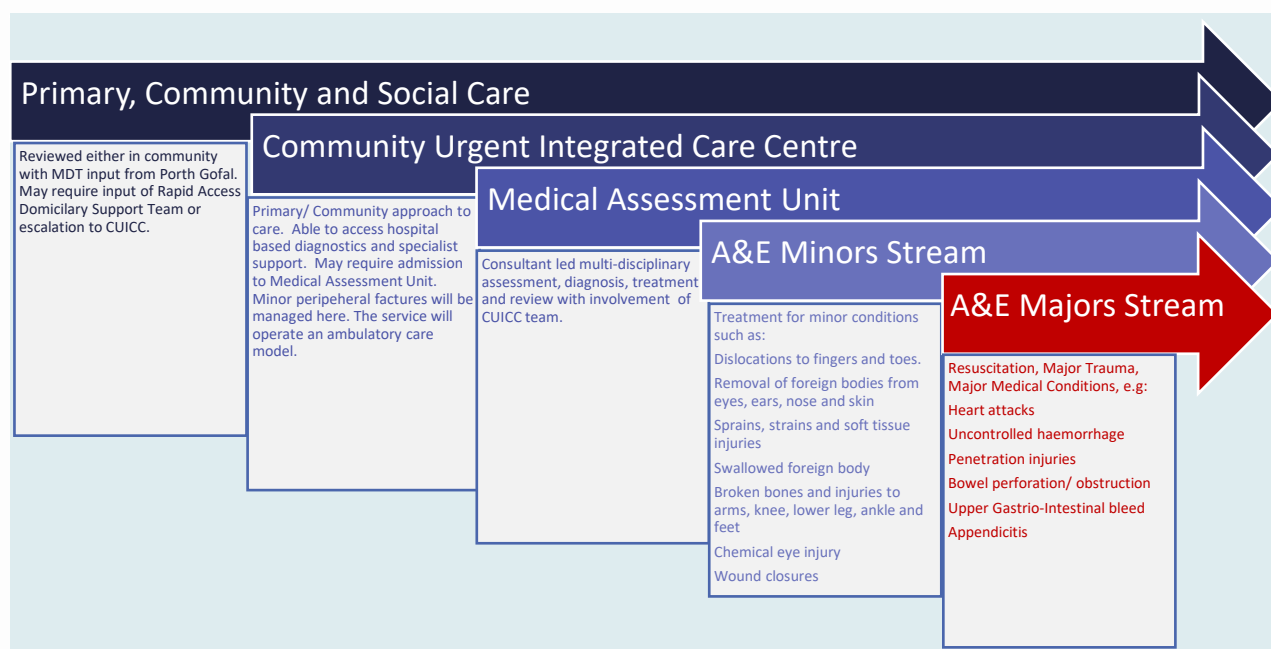 Primary, Community and Social Care
Reviewed either in community
with MDT input from Porth Gofal.
May require input of Rapid Access
Domicilary Support Team or
escalation to CUICC.
Community Urgent Integrated Care Centre
Primary/ Community approach to
care.  Able to access hospital
based diagnostics and specialist
support.  May require admission
to Medical Assessment Unit.
Minor peripeheral factures will be
managed here. The service will
operate an ambulatory care
model.
Medical Assessment Unit
Consultant led multi-disciplinary
assessment, diagnosis, treatment
and review with involvement  of
CUICC team.
A&E Minors Stream
Treatment for minor conditions
such as:
Dislocations to fingers and toes.
Removal of foreign bodies from
eyes, ears, nose and skin
Sprains, strains and soft tissue
injuries
Swallowed foreign body
Broken bones and injuries to
arms, knee, lower leg, ankle and
feet
Chemical eye injury
Wound closures
A&E Majors Stream
Resuscitation, Major Trauma,
Major Medical Conditions, e.g:
Heart attacks
Uncontrolled haemorrhage
Penetration injuries
Bowel perforation/ obstruction
Upper Gastrio-Intestinal bleed
Appendicitis